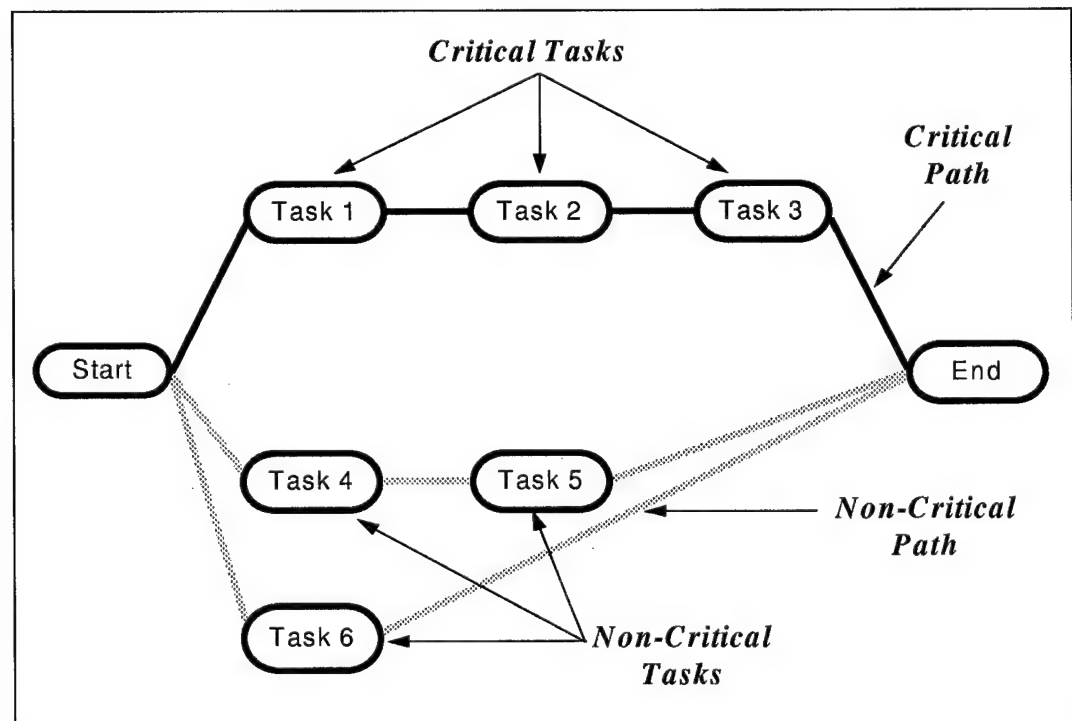 Critical Tasks
Critical
Path
Task 1
Task 2
Task 3
Start
End
Task 4
Task 5
Non-Critical
Path
Task 6
Non-Critical
Tasks